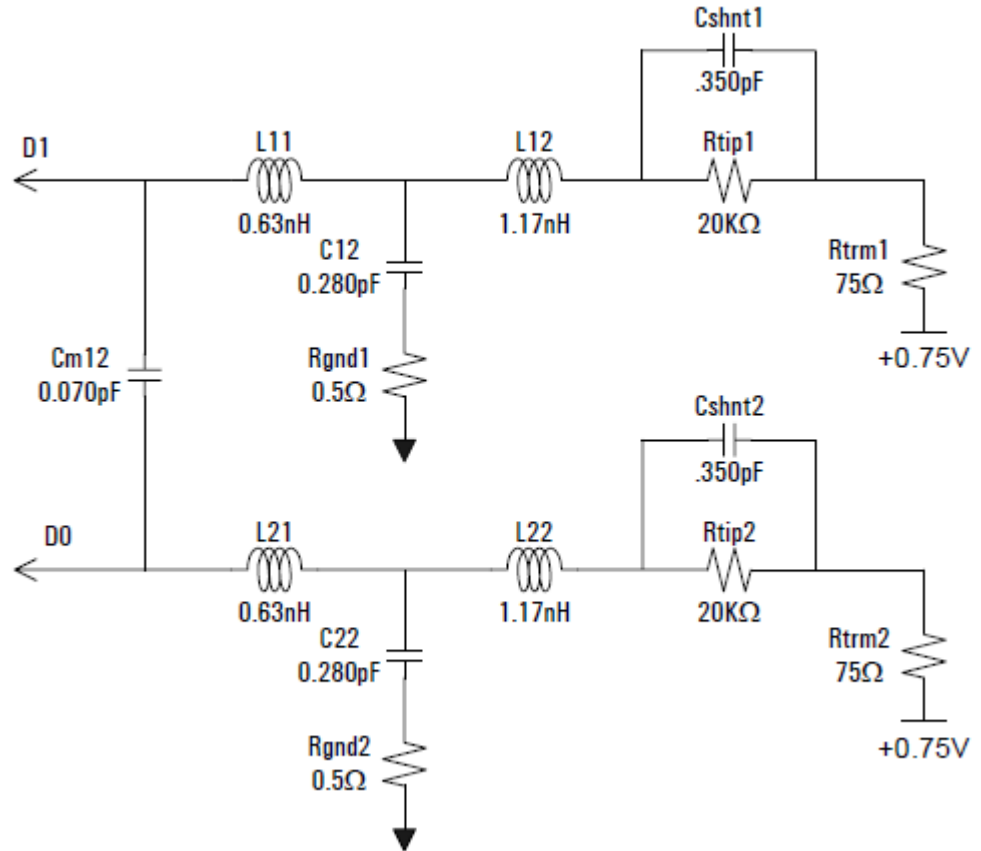 Cshnt1
.350pF
D1
L11
L12
Rtip1
0.63nH
1.17nH
20KΩ
C12
0.280pF
Rtrm1
75Ω
Rgnd1
0.5Ω
+0.75V
Cm12
0.070pF
Cshnt2
.350pF
D0
L21
L22
Rtip2
0.63nH
1.17nH
20KΩ
C22
0.280pF
Rtrm2
75Ω
Rgnd2
0.5Ω
+0.75V